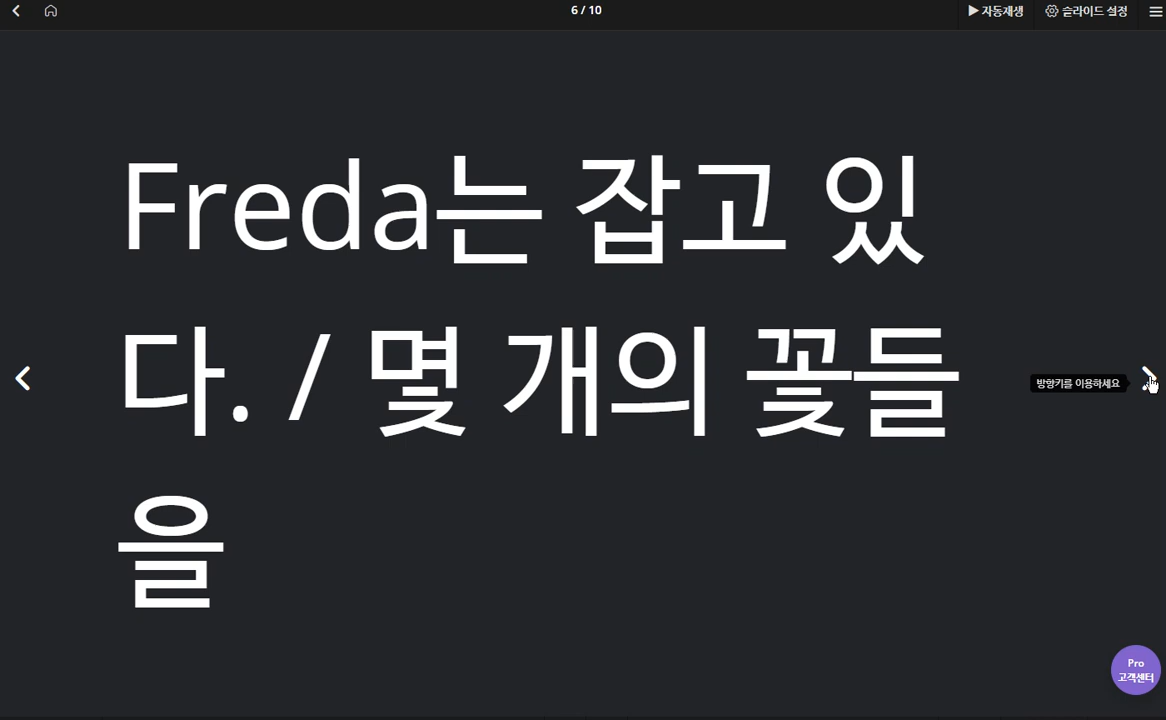 6 / 10
▶ 자동재생
슬라이드 설정
Freda는 잡고 있
다. / 몇 개의 꽃들
을
방향키를 이용하세요
Pro
고객센터